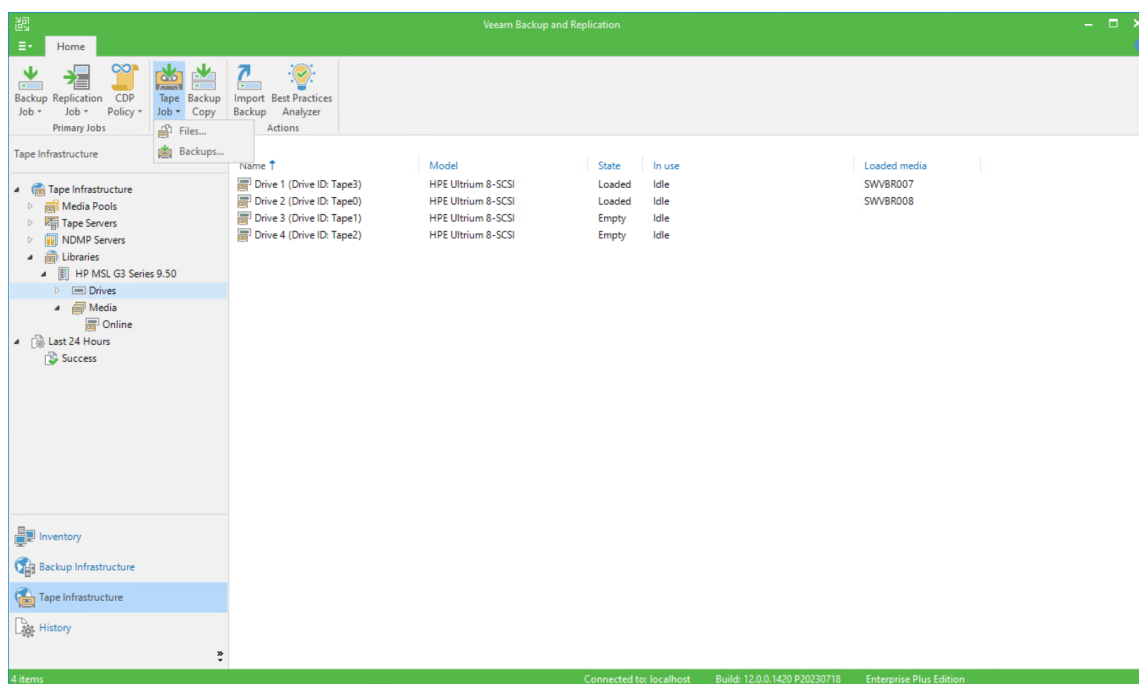 Veeam Backup and Replication
Home
Backup Job
Replication Job
CDP Policy
Tape Job
Backup Copy
Import Backup
Best Practices Analyzer
Primary Jobs
Actions
Files...
Backups...
Tape Infrastructure
Tape Infrastructure
Media Pools
Tape Servers
NDMP Servers
Libraries
HP MSL G3 Series 9.50
Drives
Media
Online
Last 24 Hours
Success
Name Model State In use Loaded media
Drive 1 (Drive ID: Tape3) HPE Ultrium 8-SCSI Loaded Idle SWVBR007
Drive 2 (Drive ID: Tape0) HPE Ultrium 8-SCSI Loaded Idle SWVBR008
Drive 3 (Drive ID: Tape1) HPE Ultrium 8-SCSI Empty Idle
Drive 4 (Drive ID: Tape2) HPE Ultrium 8-SCSI Empty Idle
Inventory
Backup Infrastructure
Tape Infrastructure
History
4 items Connected to: localhost Build: 12.0.0.1420 P20230718 Enterprise Plus Edition